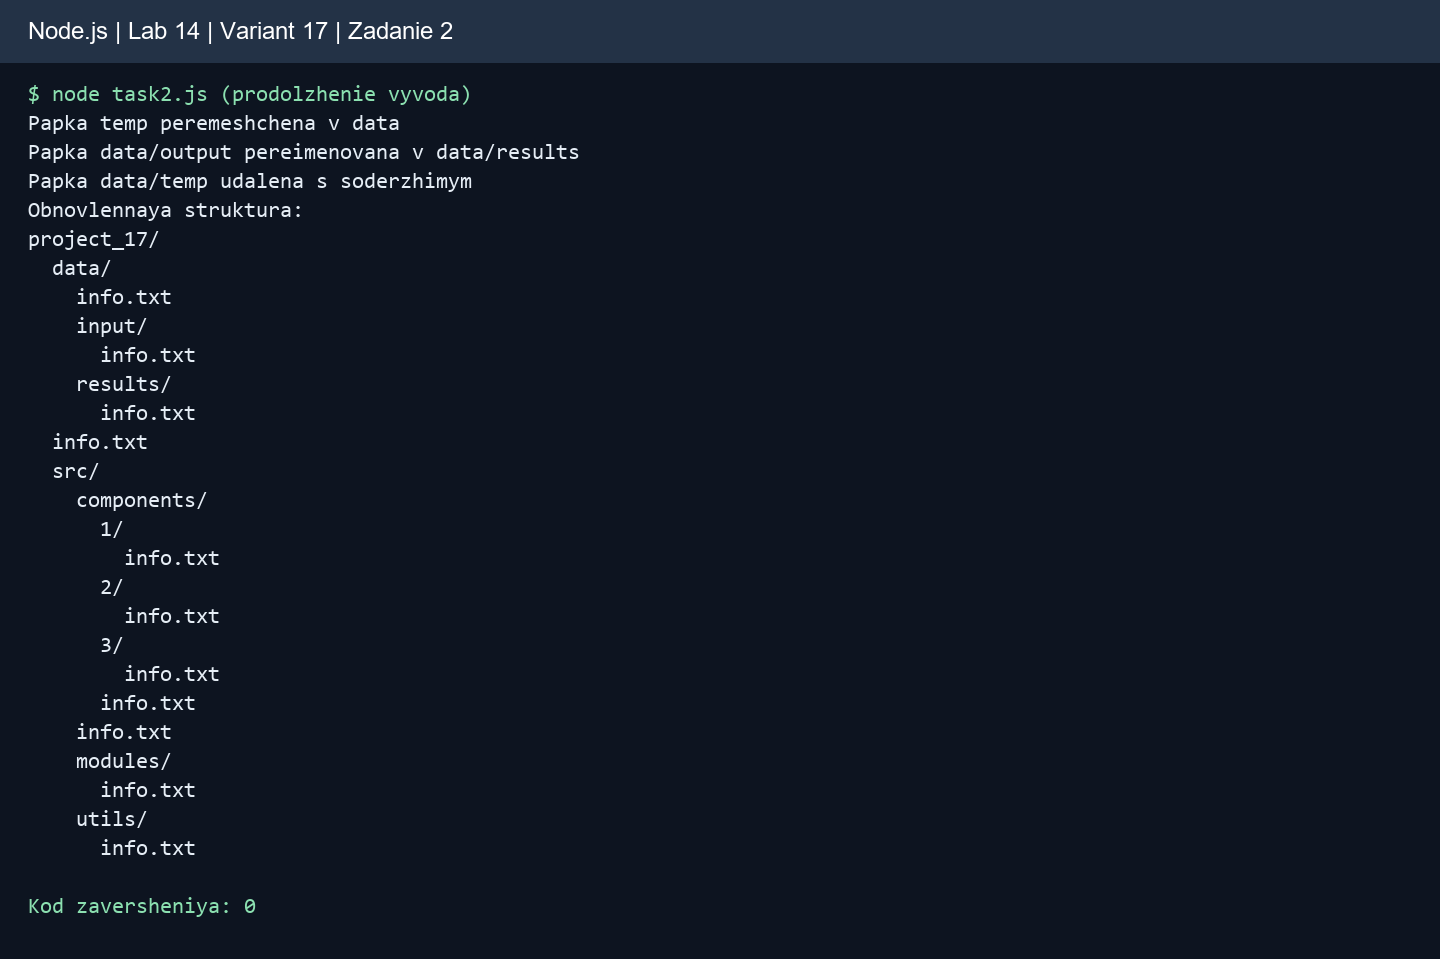 Node.js | Lab 14 | Variant 17 | Zadanie 2
$ node task2.js (prodolzhenie vyvoda)
Papka temp peremeshchena v data
Papka data/output pereimenovana v data/results
Papka data/temp udalena s soderzhimym
Obnovlennaya struktura:
project_17/
  data/
    info.txt
    input/
      info.txt
    results/
      info.txt
  info.txt
  src/
    components/
      1/
        info.txt
      2/
        info.txt
      3/
        info.txt
      info.txt
    info.txt
    modules/
      info.txt
    utils/
      info.txt

Kod zaversheniya: 0